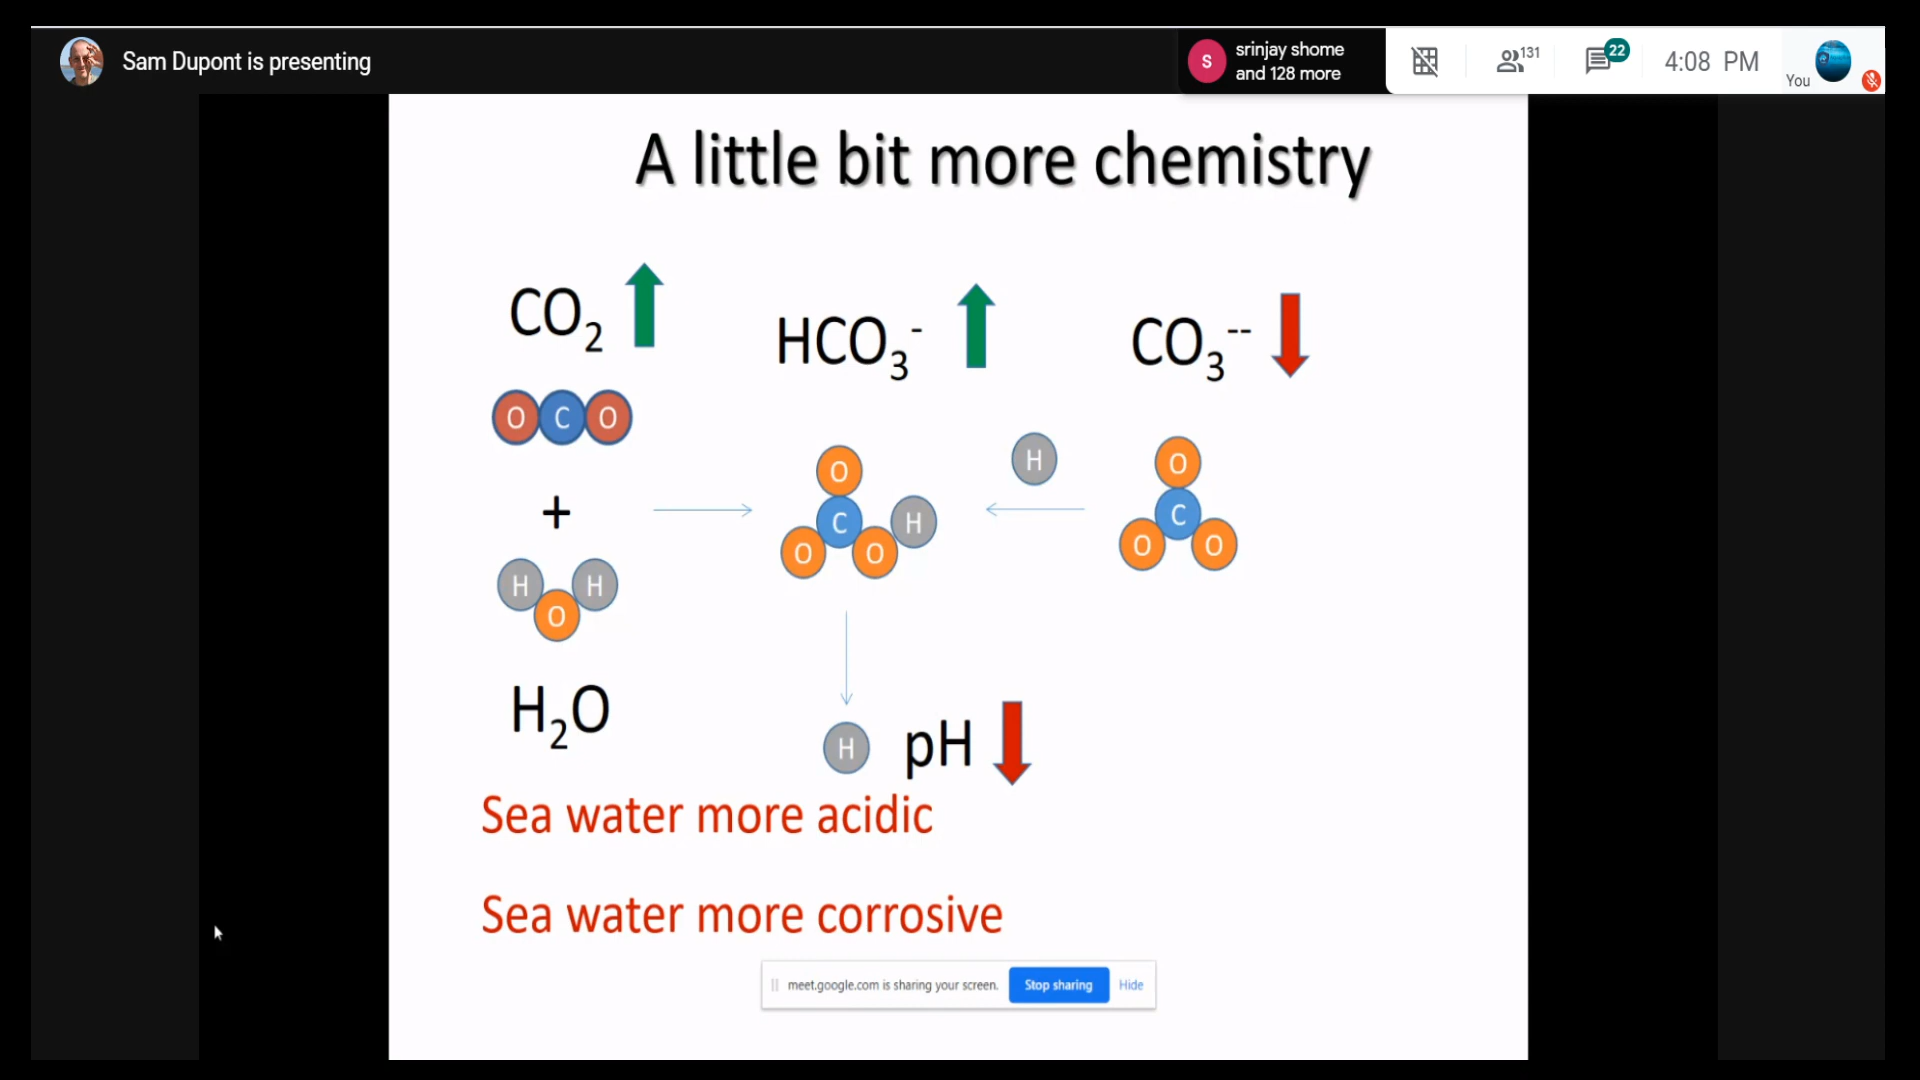 Sam Dupont is presenting
S
srinjay shome
and 128 more
131
22
4:08 PM
You
A little bit more chemistry
CO₂
HCO₃⁻
CO₃⁻⁻
O C O
O
C
H
O
O
H
O
C
O
O
+
H
H
O
H₂O
H
pH
Sea water more acidic
Sea water more corrosive
meet.google.com is sharing your screen.
Stop sharing
Hide